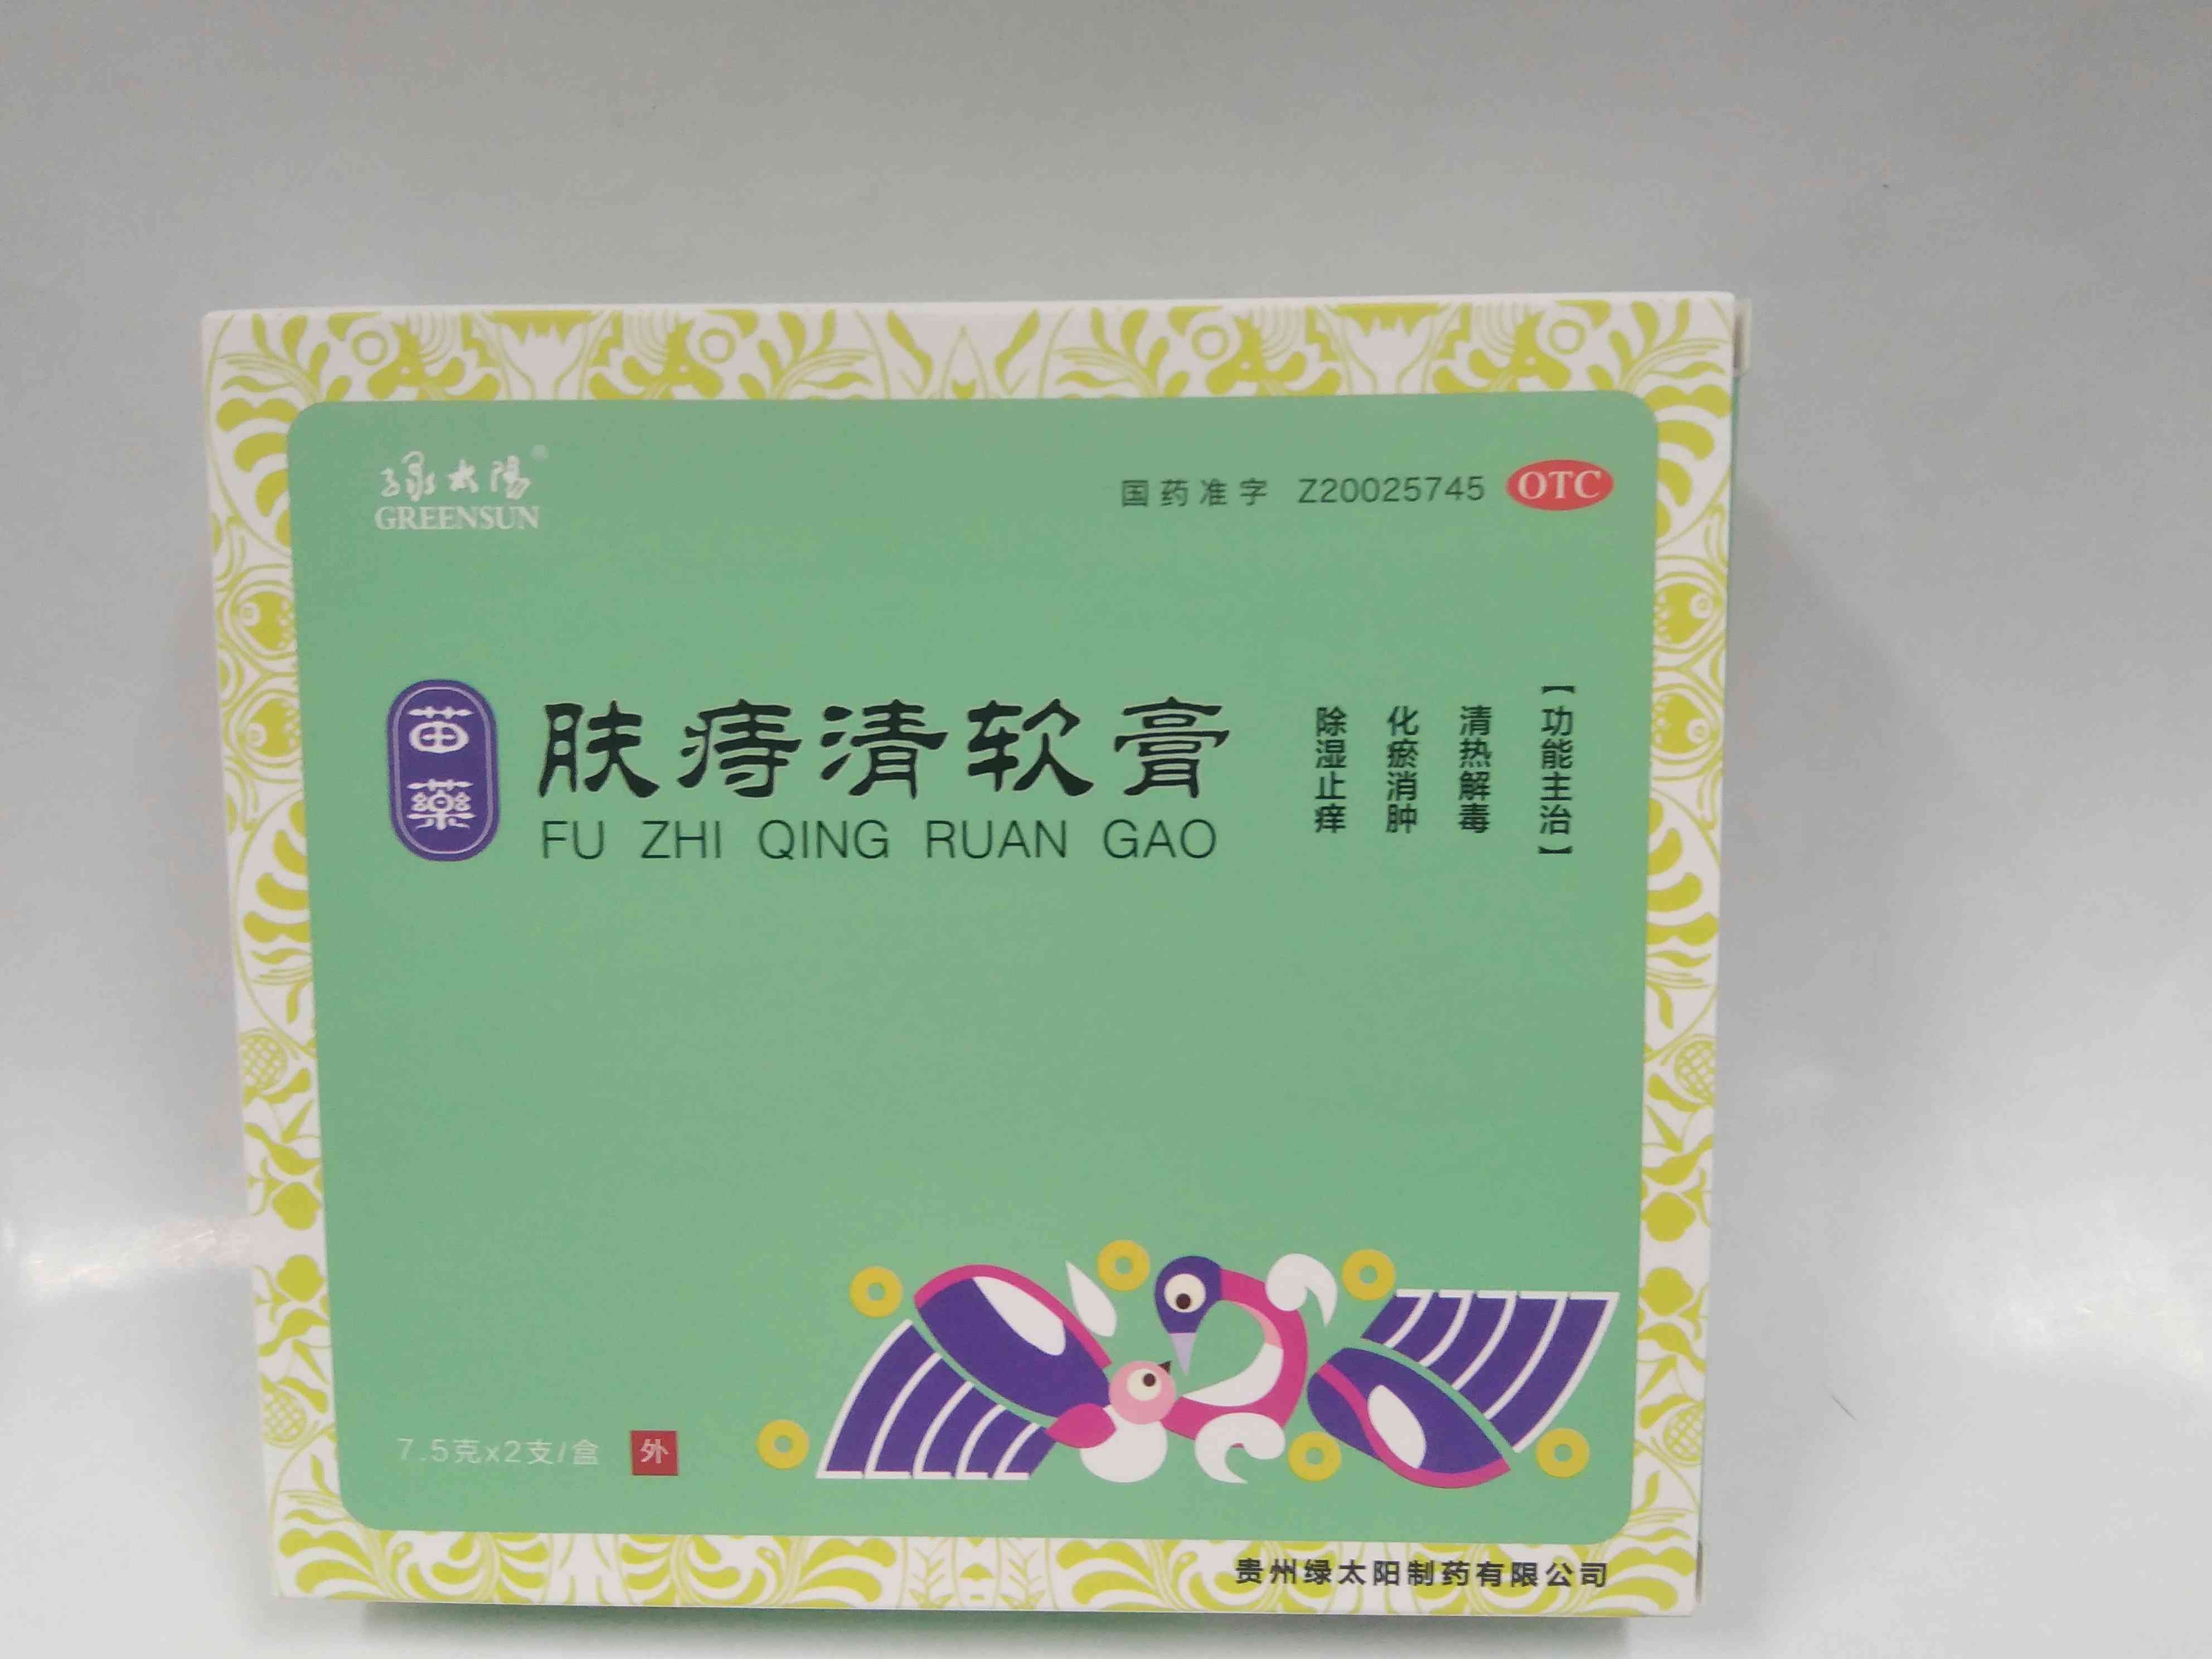 绿太阳®
GREENSUN
国药准字 Z20025745 OTC
苗藥
肤痔清软膏
FU ZHI QING RUAN GAO
【功能主治】
清热解毒
化瘀消肿
除湿止痒
7.5克x2支/盒 外
贵州绿太阳制药有限公司